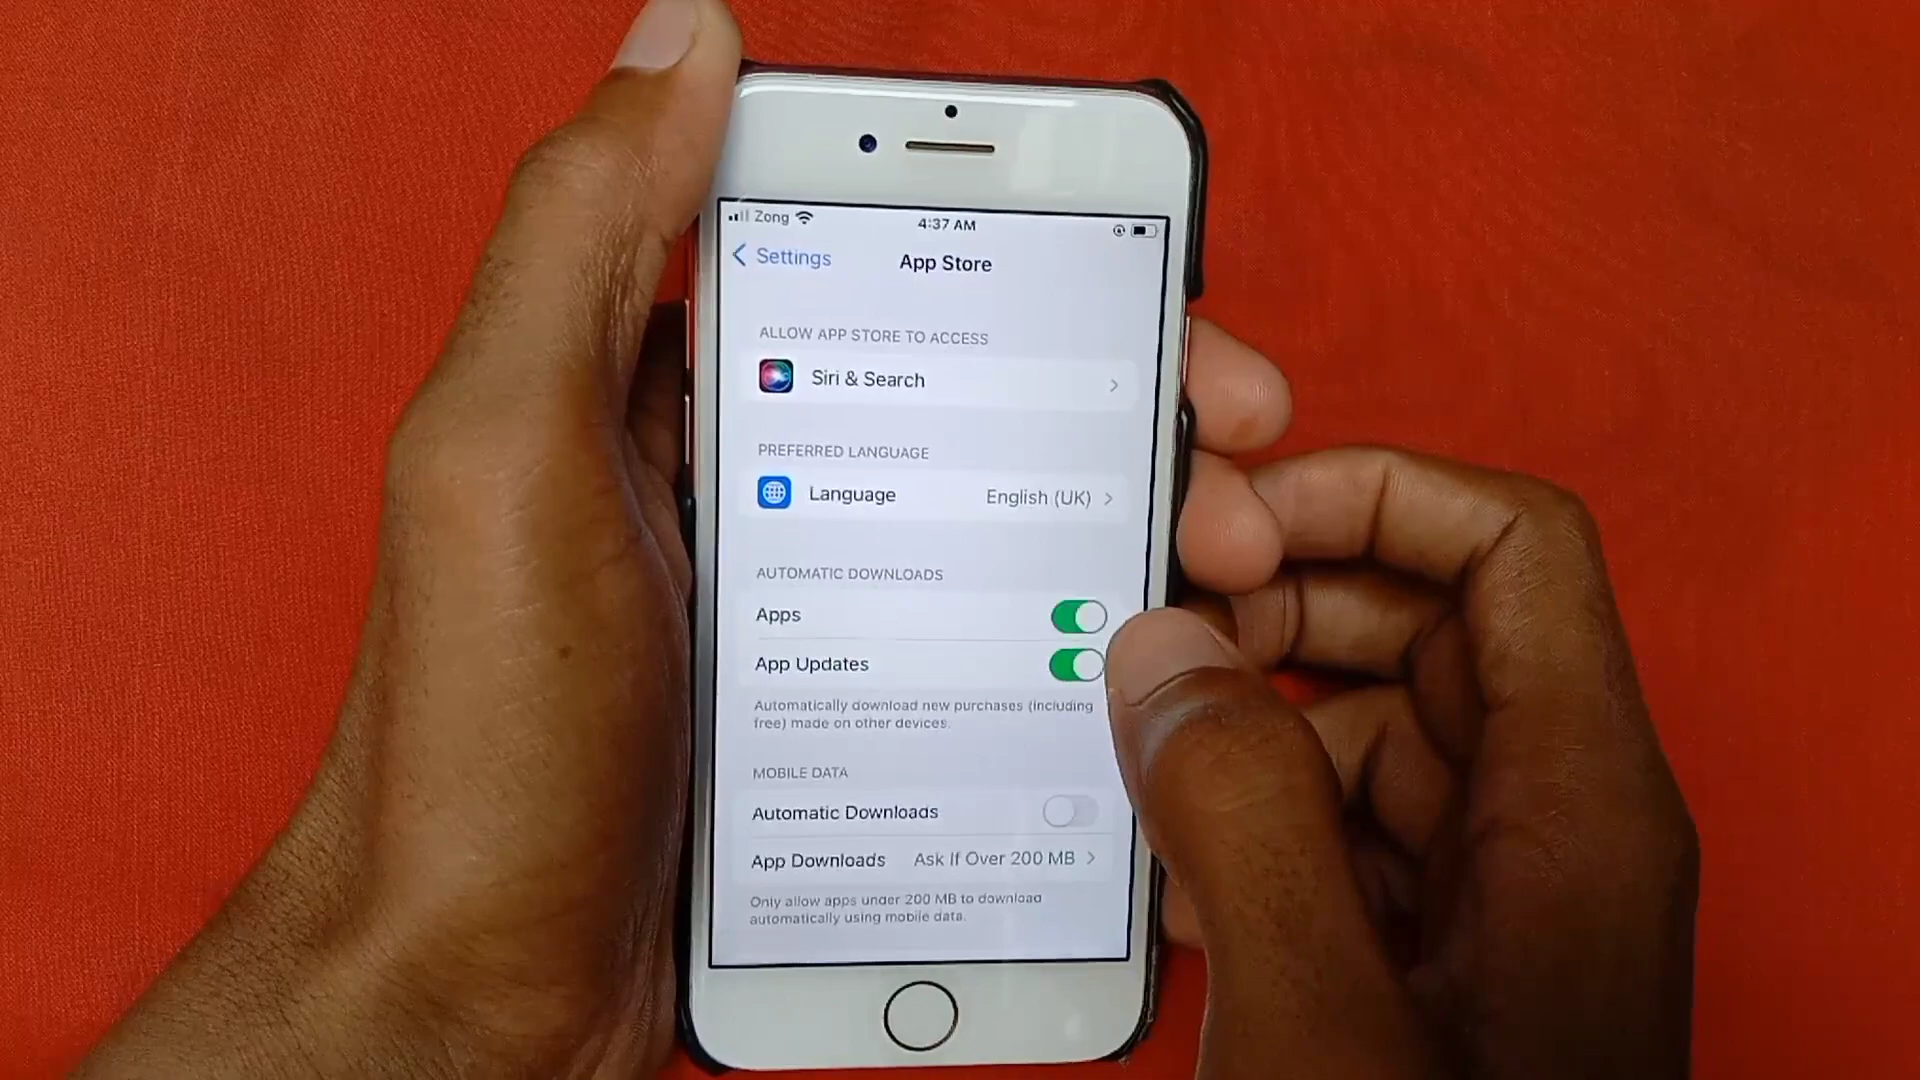 Zong
4:37 AM
Settings
App Store
ALLOW APP STORE TO ACCESS
Siri & Search
PREFERRED LANGUAGE
Language English (UK)
AUTOMATIC DOWNLOADS
Apps
App Updates
Automatically download new purchases (including
free) made on other devices.
MOBILE DATA
Automatic Downloads
App Downloads Ask If Over 200 MB
Only allow apps under 200 MB to download
automatically using mobile data.